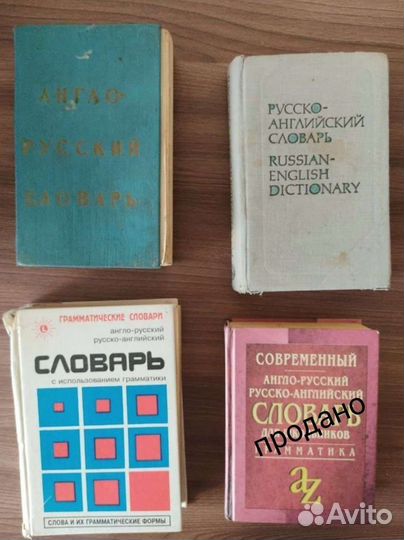 АНГЛО-
РУССКИЙ
СЛОВАРЬ
РУССКО-
АНГЛИЙСКИЙ
СЛОВАРЬ
RUSSIAN-
ENGLISH
DICTIONARY
ГРАММАТИЧЕСКИЕ СЛОВАРИ
англо-русский
русско-английский
СЛОВАРЬ
с использованием грамматики
СЛОВА И ИХ ГРАММАТИЧЕСКИЕ ФОРМЫ
СОВРЕМЕННЫЙ
АНГЛО-РУССКИЙ
РУССКО-АНГЛИЙСКИЙ
СЛОВАРЬ
ГРАММАТИКА
aZ
продано
Avito